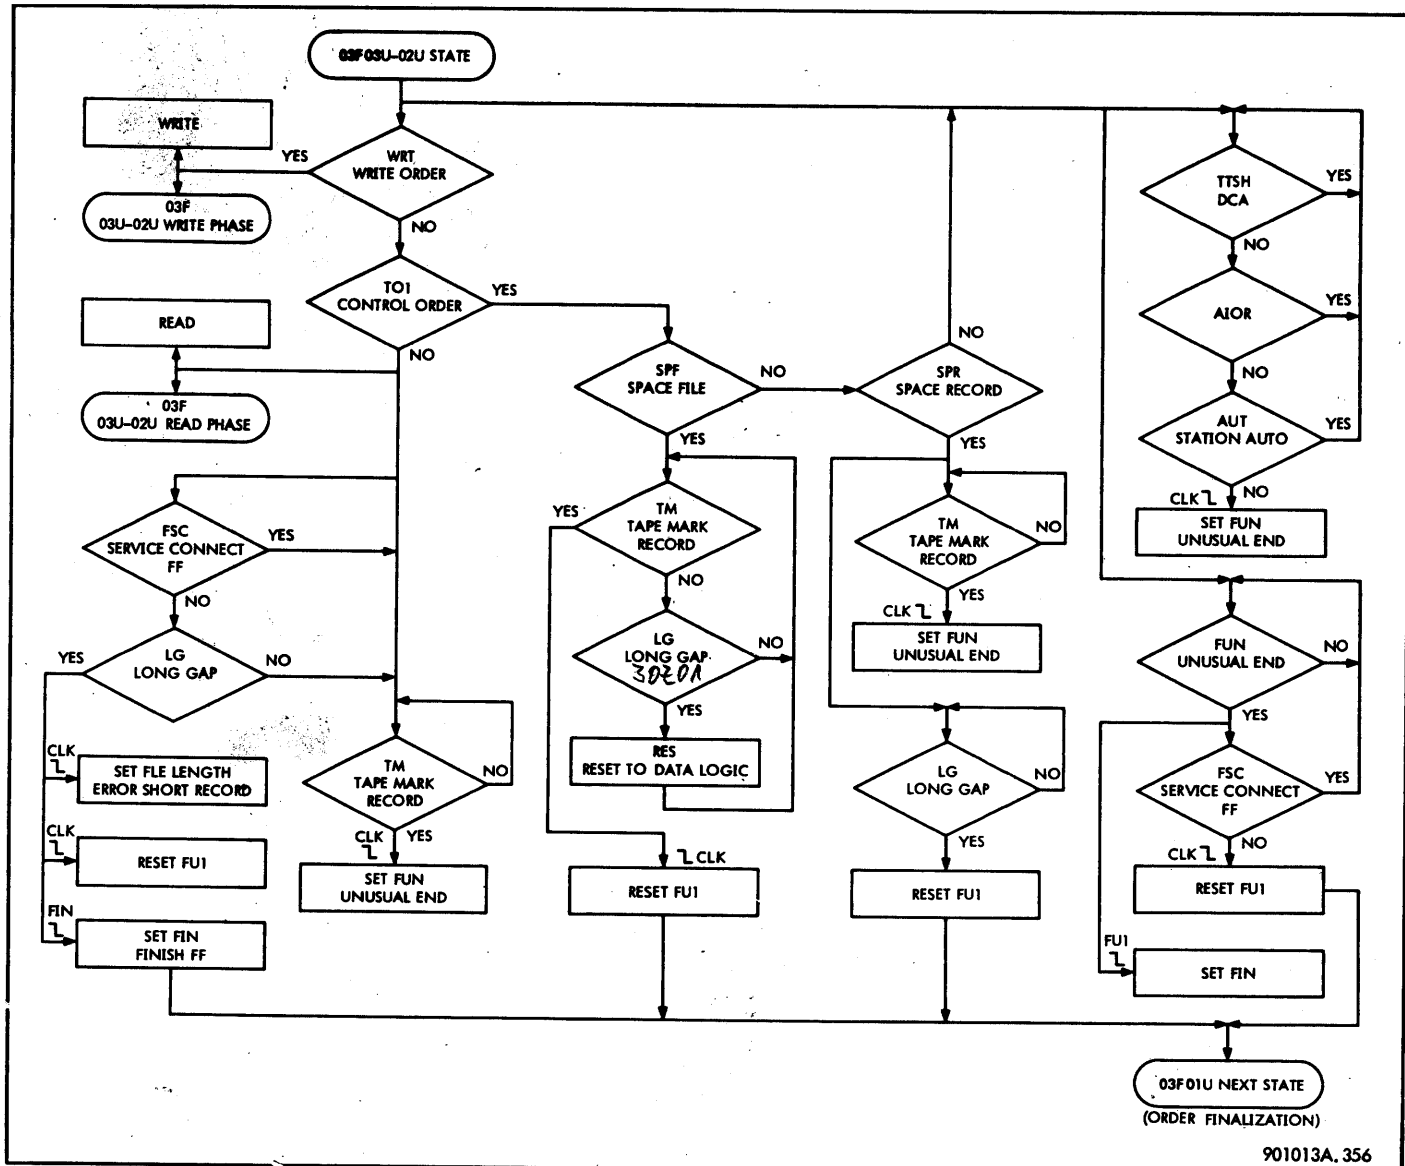 03F03U-02U STATE
WRITE
YES
WRT
WRITE ORDER
03F
03U-02U WRITE PHASE
NO
TO1
CONTROL ORDER
YES
READ
NO
03F
03U-02U READ PHASE
SPF
SPACE FILE
NO
YES
SPR
SPACE RECORD
NO
YES
TTSH
DCA
YES
NO
AIOR
YES
NO
AUT
STATION AUTO
YES
NO
CLK
SET FUN
UNUSUAL END
FSC
SERVICE CONNECT
FF
YES
NO
LG
LONG GAP
YES
NO
CLK
SET FLE LENGTH
ERROR SHORT RECORD
CLK
RESET FU1
FIN
SET FIN
FINISH FF
TM
TAPE MARK
RECORD
NO
YES
CLK
SET FUN
UNUSUAL END
TM
TAPE MARK
RECORD
YES
NO
LG
LONG GAP
NO
YES
RES
RESET TO DATA LOGIC
CLK
RESET FU1
TM
TAPE MARK
RECORD
NO
YES
CLK
SET FUN
UNUSUAL END
LG
LONG GAP
NO
YES
RESET FU1
FUN
UNUSUAL END
NO
YES
FSC
SERVICE CONNECT
FF
YES
NO
CLK
RESET FU1
FU1
SET FIN
03F01U NEXT STATE
(ORDER FINALIZATION)
901013A.356